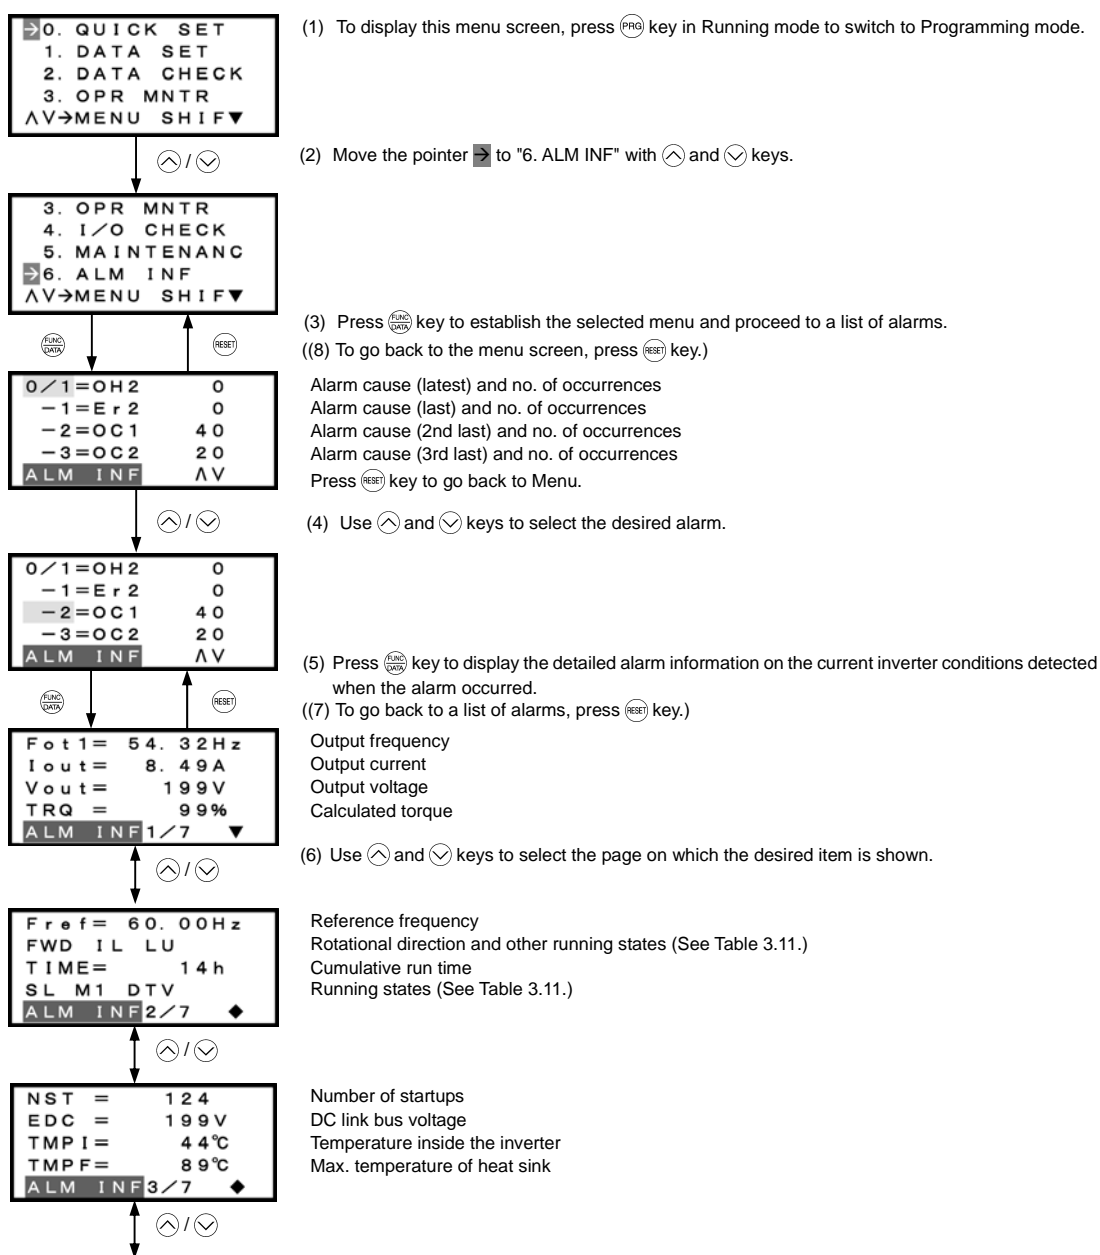 →0. QUICK SET
1. DATA SET
2. DATA CHECK
3. OPR MNTR
∧∨→MENU SHIF▼
(1) To display this menu screen, press PRG key in Running mode to switch to Programming mode.
∧ / ∨
(2) Move the pointer → to "6. ALM INF" with ∧ and ∨ keys.
3. OPR MNTR
4. I/O CHECK
5. MAINTENANC
→6. ALM INF
∧∨→MENU SHIF▼
FUNC DATA
RESET
(3) Press FUNC DATA key to establish the selected menu and proceed to a list of alarms.
((8) To go back to the menu screen, press RESET key.)
0/1=OH2 0
-1=Er2 0
-2=OC1 40
-3=OC2 20
ALM INF ∧∨
Alarm cause (latest) and no. of occurrences
Alarm cause (last) and no. of occurrences
Alarm cause (2nd last) and no. of occurrences
Alarm cause (3rd last) and no. of occurrences
Press RESET key to go back to Menu.
∧ / ∨
(4) Use ∧ and ∨ keys to select the desired alarm.
0/1=OH2 0
-1=Er2 0
-2=OC1 40
-3=OC2 20
ALM INF ∧∨
FUNC DATA
RESET
(5) Press FUNC DATA key to display the detailed alarm information on the current inverter conditions detected
when the alarm occurred.
((7) To go back to a list of alarms, press RESET key.)
Fot1= 54.32Hz
Iout= 8.49A
Vout= 199V
TRQ = 99%
ALM INF1/7 ▼
Output frequency
Output current
Output voltage
Calculated torque
∧ / ∨
(6) Use ∧ and ∨ keys to select the page on which the desired item is shown.
Fref= 60.00Hz
FWD IL LU
TIME= 14h
SL M1 DTV
ALM INF2/7 ◆
Reference frequency
Rotational direction and other running states (See Table 3.11.)
Cumulative run time
Running states (See Table 3.11.)
∧ / ∨
NST = 124
EDC = 199V
TMPI= 44℃
TMPF= 89℃
ALM INF3/7 ◆
Number of startups
DC link bus voltage
Temperature inside the inverter
Max. temperature of heat sink
∧ / ∨